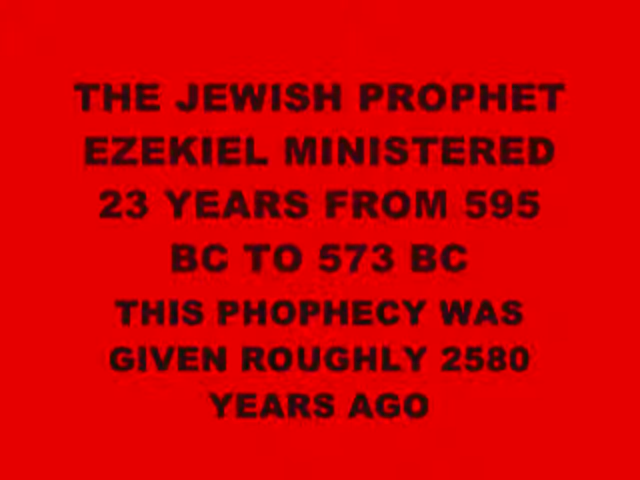 THE JEWISH PROPHET
EZEKIEL MINISTERED
23 YEARS FROM 595
BC TO 573 BC
THIS PHOPHECY WAS
GIVEN ROUGHLY 2580
YEARS AGO